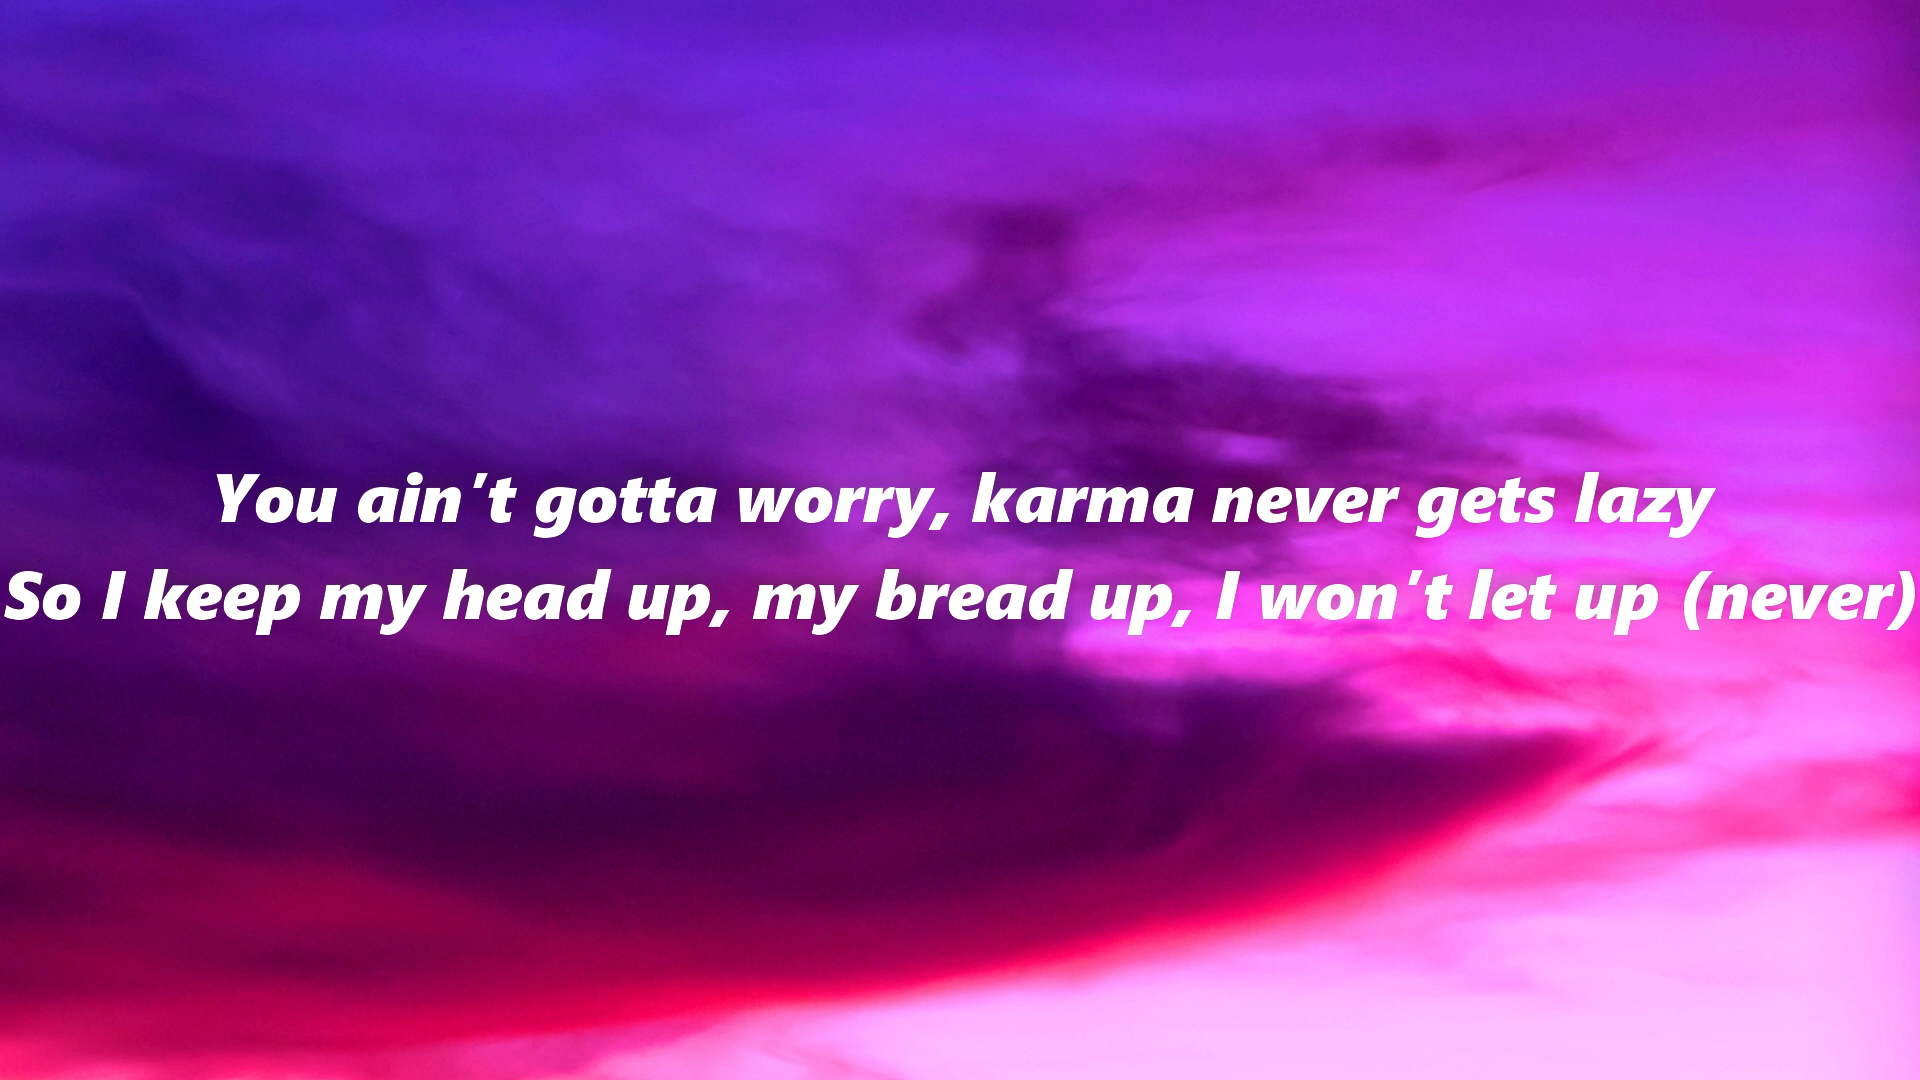 You ain't gotta worry, karma never gets lazy
So I keep my head up, my bread up, I won't let up (never)